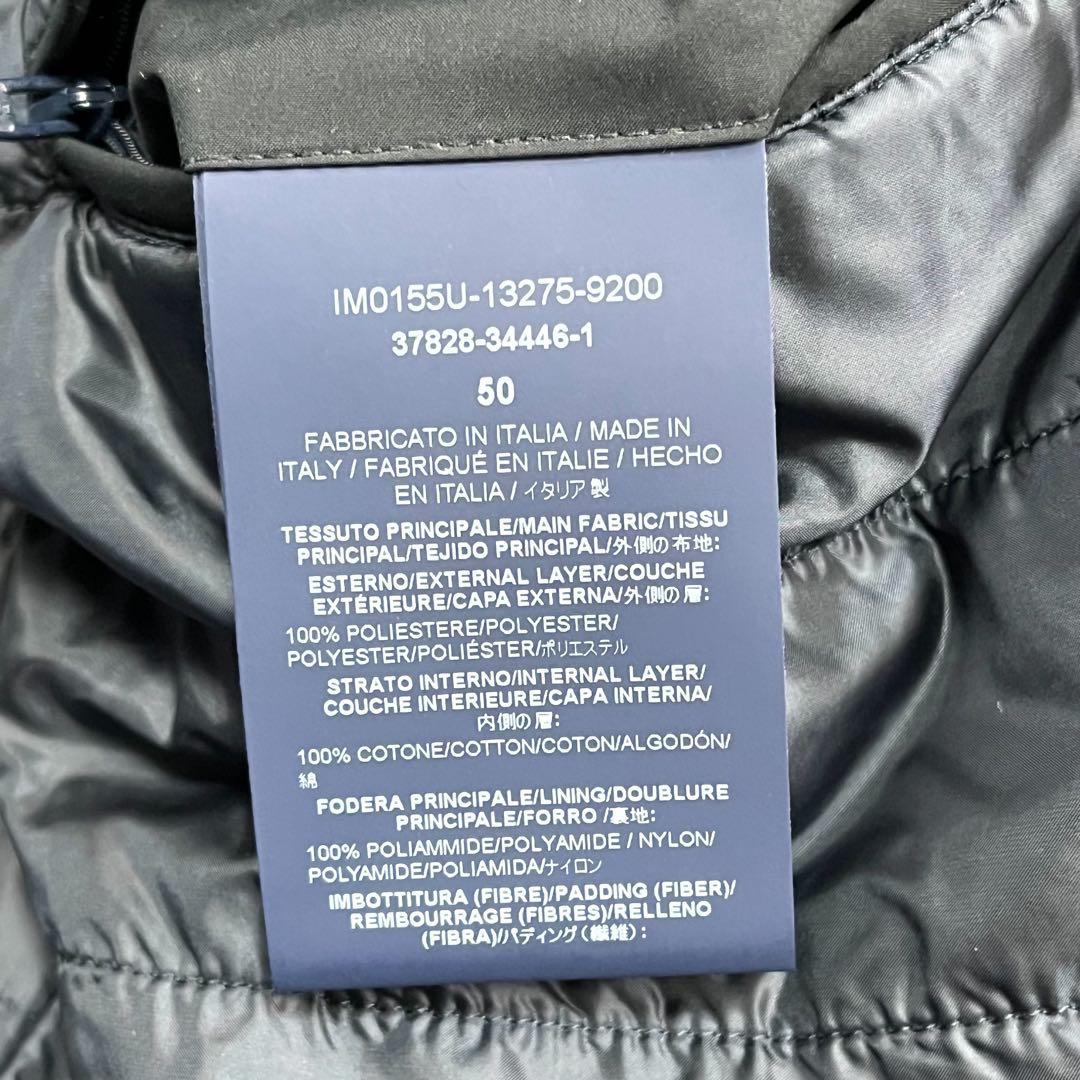 IM0155U-13275-9200
37828-34446-1
50
FABBRICATO IN ITALIA / MADE IN
ITALY / FABRIQUÉ EN ITALIE / HECHO
EN ITALIA / イタリア製
TESSUTO PRINCIPALE/MAIN FABRIC/TISSU
PRINCIPAL/TEJIDO PRINCIPAL/外側の布地:
ESTERNO/EXTERNAL LAYER/COUCHE
EXTÉRIEURE/CAPA EXTERNA/外側の層:
100% POLIESTERE/POLYESTER/
POLYESTER/POLIÉSTER/ポリエステル
STRATO INTERNO/INTERNAL LAYER/
COUCHE INTERIEURE/CAPA INTERNA/
内側の層:
100% COTONE/COTTON/COTON/ALGODÓN/
綿
FODERA PRINCIPALE/LINING/DOUBLURE
PRINCIPALE/FORRO /裏地:
100% POLIAMMIDE/POLYAMIDE / NYLON/
POLYAMIDE/POLIAMIDA/ナイロン
IMBOTTITURA (FIBRE)/PADDING (FIBER)/
REMBOURRAGE (FIBRES)/RELLENO
(FIBRA)/パディング(繊維):